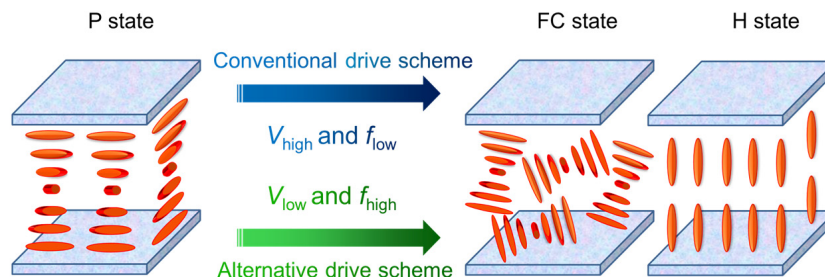 P state
FC state
H state
Conventional drive scheme
Vhigh and flow
Vlow and fhigh
Alternative drive scheme